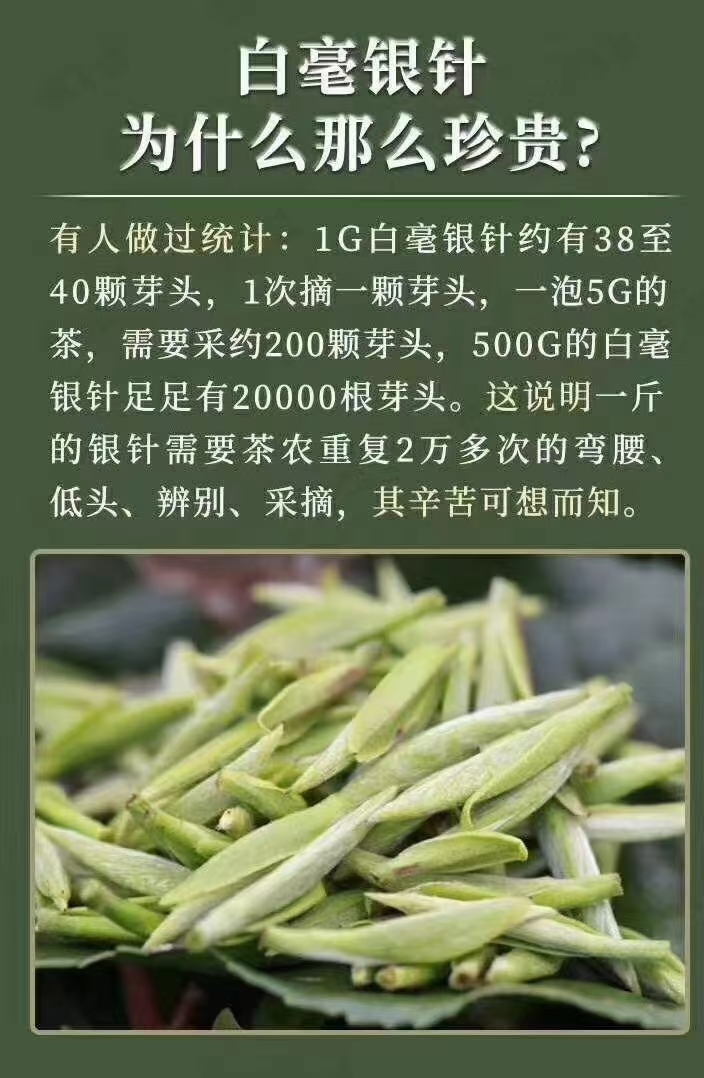 白毫银针
为什么那么珍贵?
有人做过统计：1G白毫银针约有38至
40颗芽头，1次摘一颗芽头，一泡5G的
茶，需要采约200颗芽头，500G的白毫
银针足足有20000根芽头。这说明一斤
的银针需要茶农重复2万多次的弯腰、
低头、辨别、采摘，其辛苦可想而知。